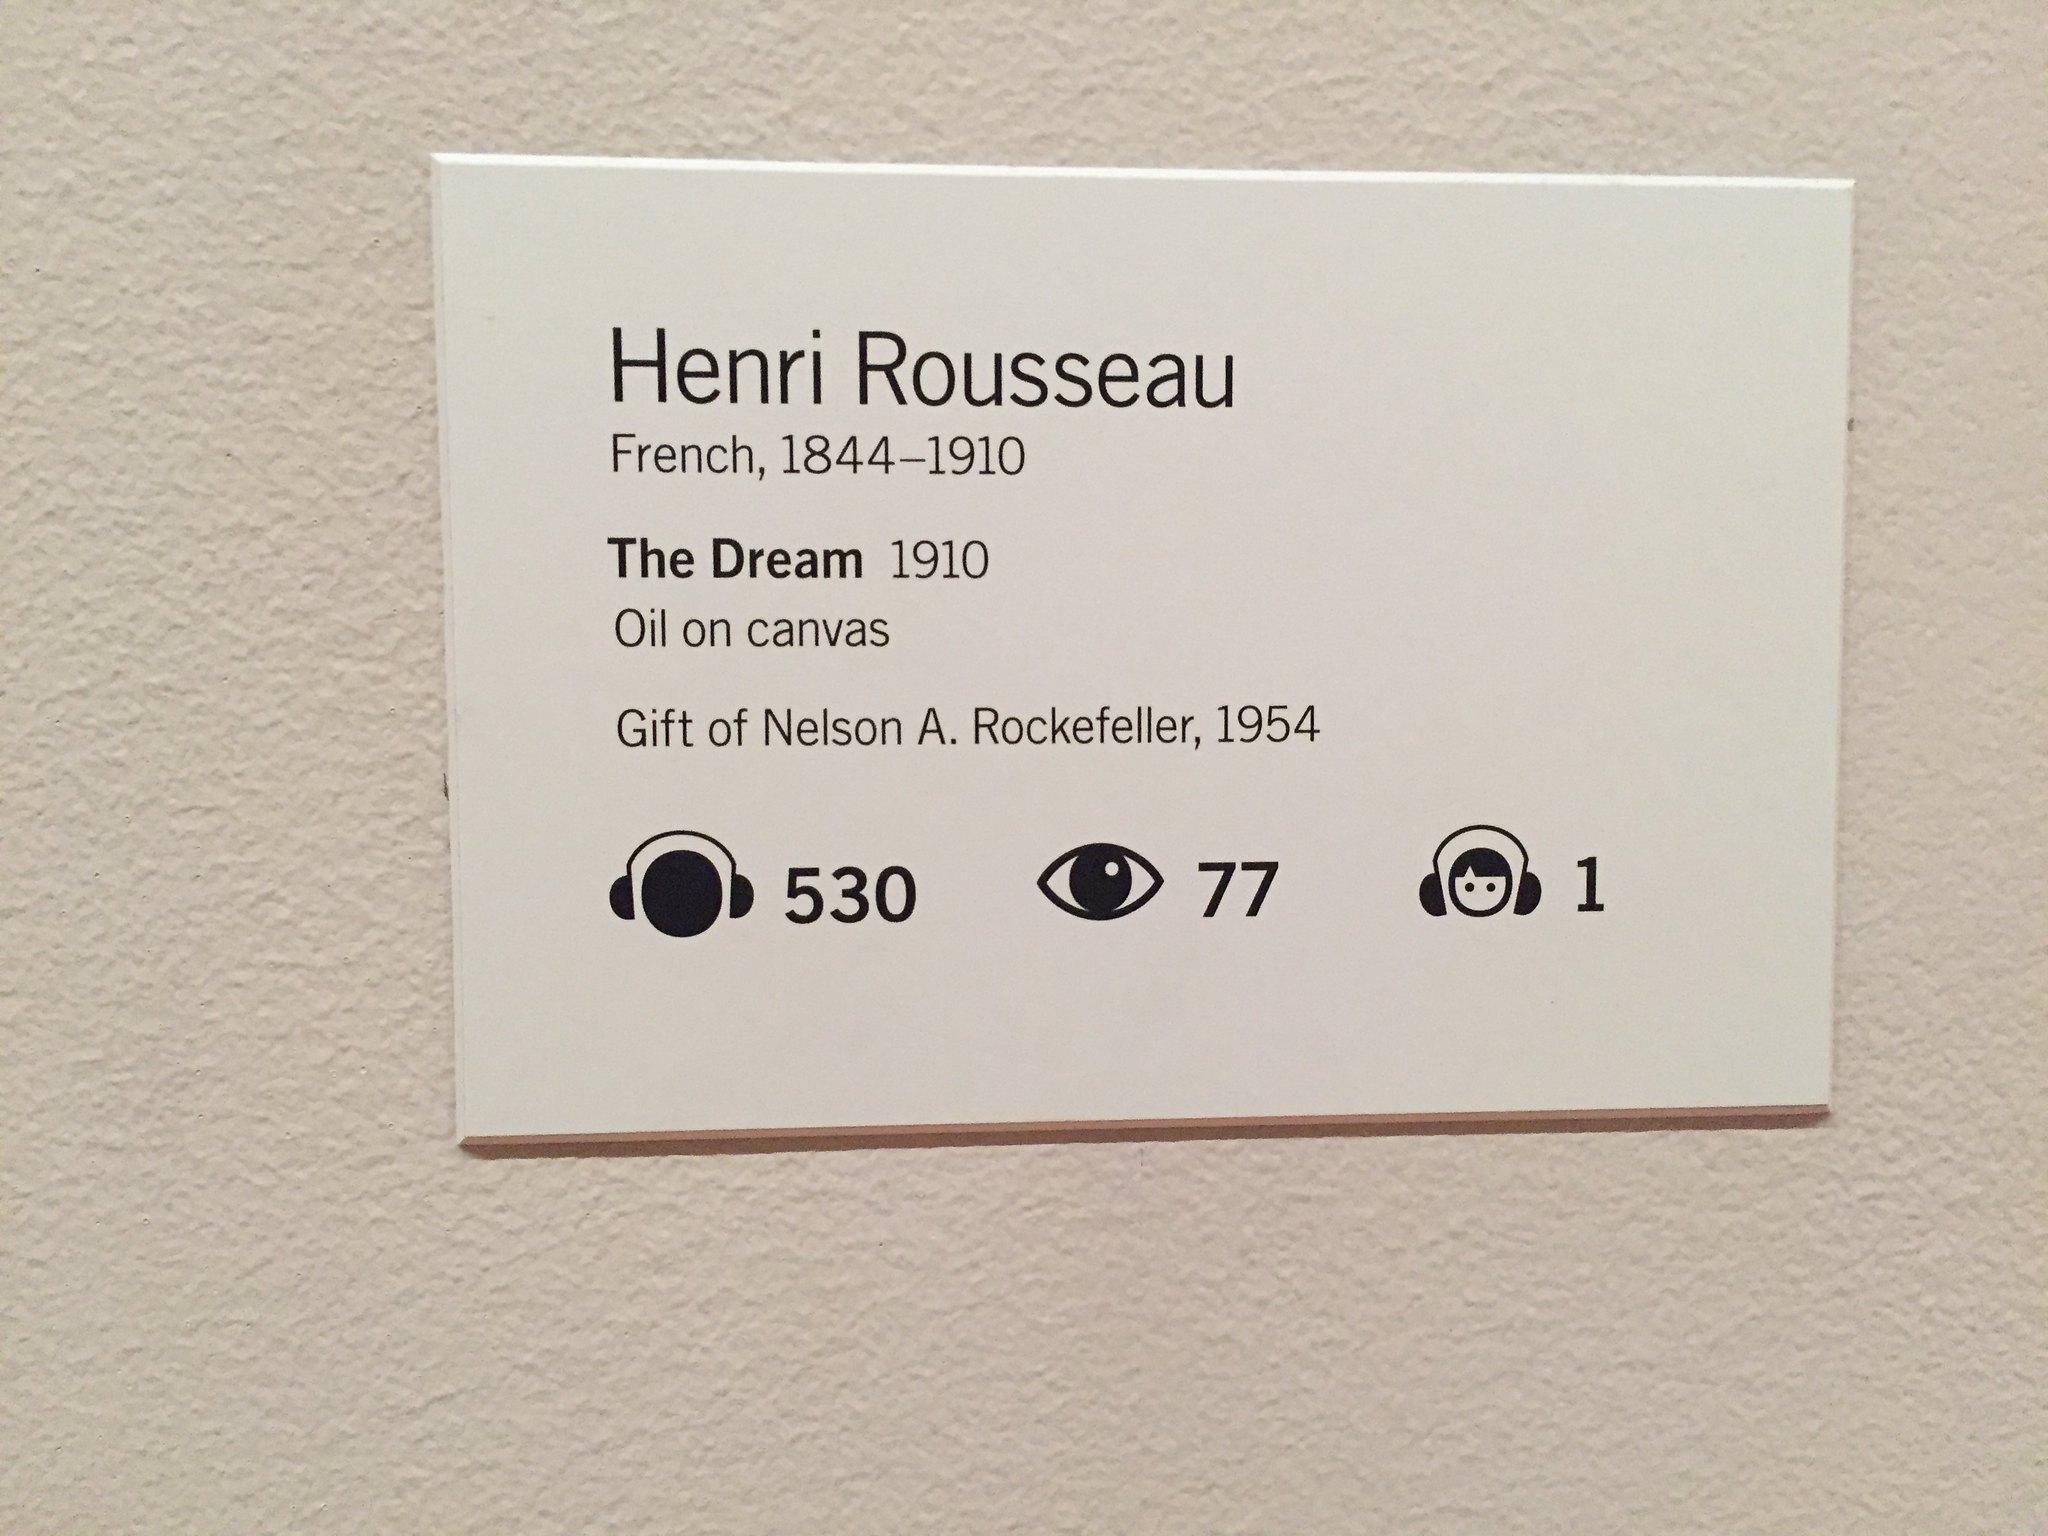 Henri Rousseau
French, 1844–1910
The Dream 1910
Oil on canvas
Gift of Nelson A. Rockefeller, 1954
530 77 1